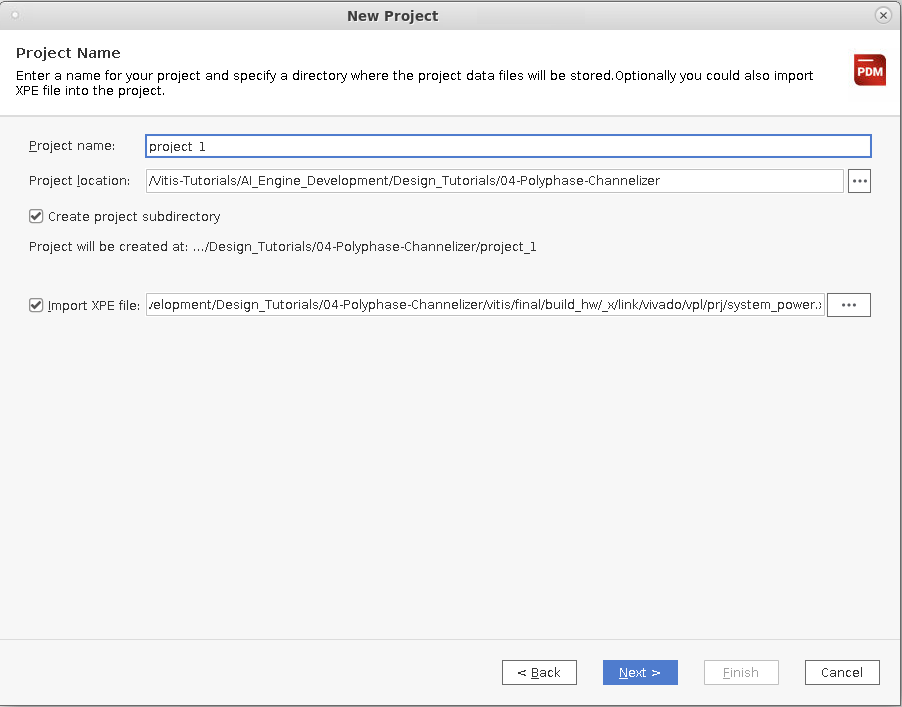 New Project
Project Name
Enter a name for your project and specify a directory where the project data files will be stored.Optionally you could also import
XPE file into the project.
PDM
Project name: project_1
Project location: /Vitis-Tutorials/AI_Engine_Development/Design_Tutorials/04-Polyphase-Channelizer ...
Create project subdirectory
Project will be created at: .../Design_Tutorials/04-Polyphase-Channelizer/project_1
Import XPE file: velopment/Design_Tutorials/04-Polyphase-Channelizer/vitis/final/build_hw/_x/link/vivado/vpl/prj/system_power.x ...
< Back Next > Finish Cancel